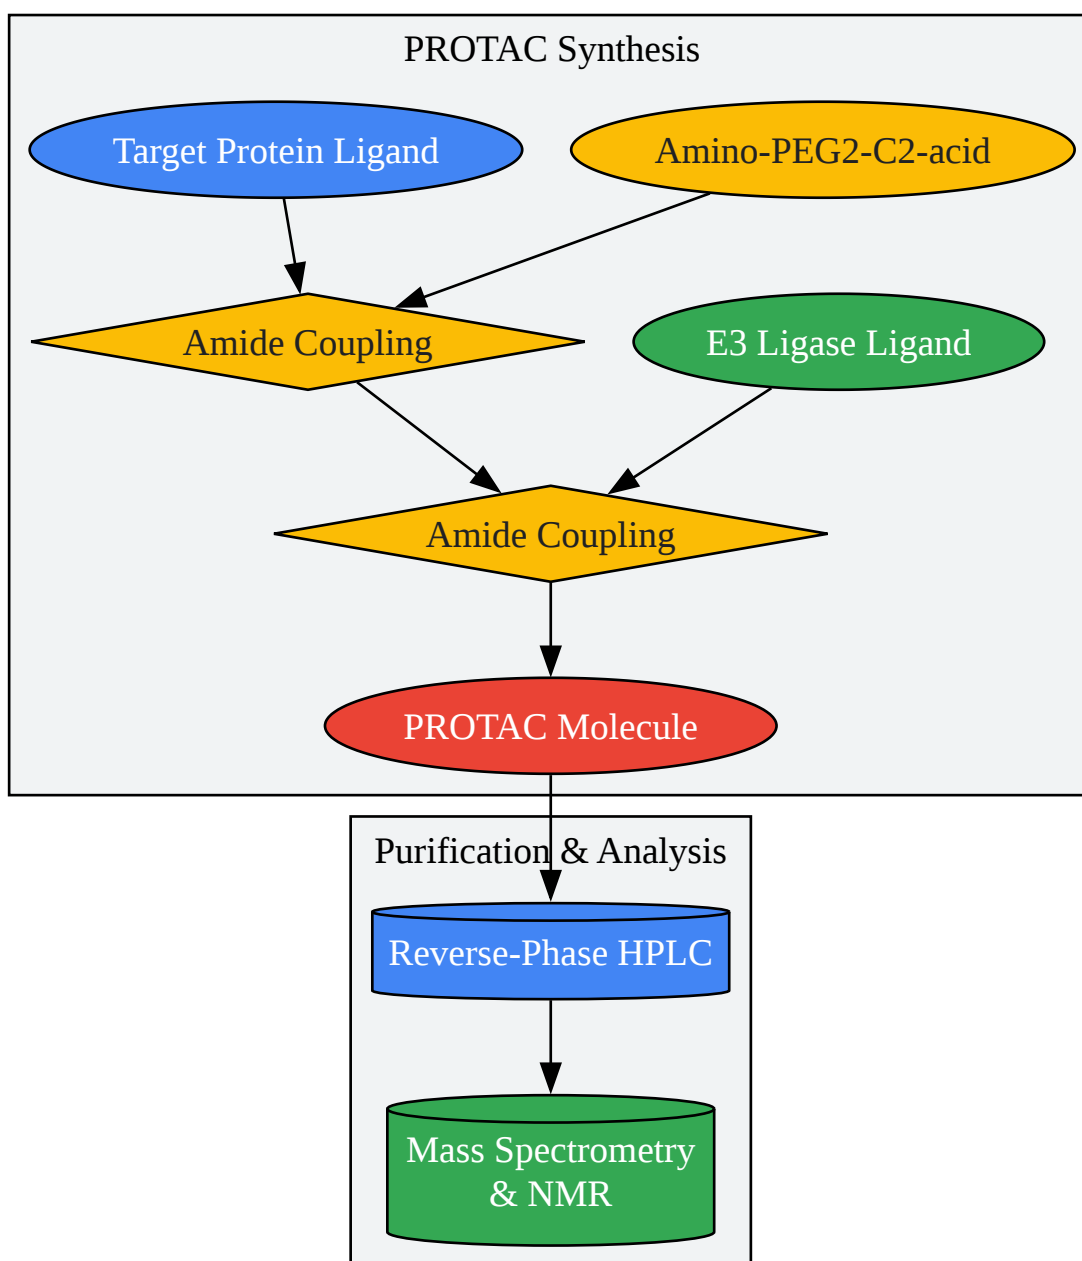 PROTAC Synthesis
Target Protein Ligand
Amino-PEG2-C2-acid
Amide Coupling
E3 Ligase Ligand
Amide Coupling
PROTAC Molecule
Purification & Analysis
Reverse-Phase HPLC
Mass Spectrometry
& NMR